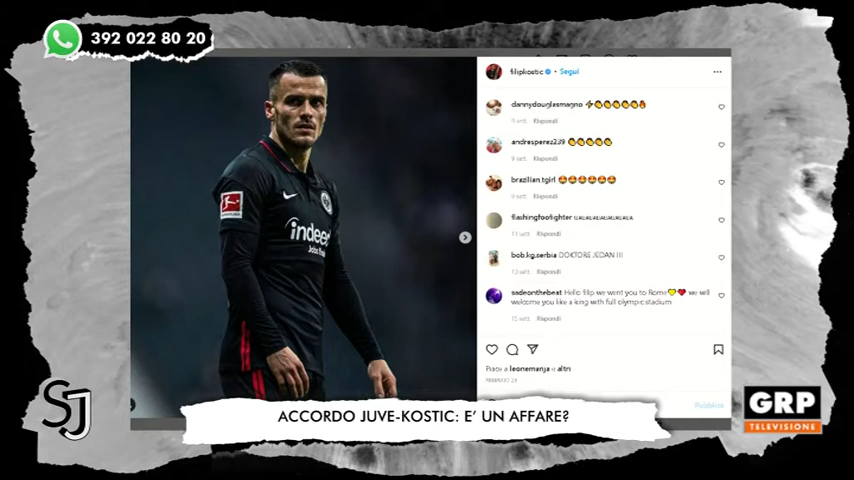 392 022 80 20
filipkostic • Segui
dannydouglasmagno ⚡👏👏👏👏👏🔥
9 sett. Rispondi
andresperez239 👏👏👏👏👏
9 sett. Rispondi
brazilian.tgirl 🤩🤩🤩🤩🤩🤩
9 sett. Rispondi
flashingfoofighter
11 sett. Rispondi
bob.kg.serbia DOKTORE JEDAN !!!
13 sett. Rispondi
sadeonthebeat Hello filip we want you to Rome💛❤️ we will
welcome you like a king with full olympic stadium
15 sett. Rispondi
Piace a leonemanja e altri
FEBBRAIO 23
Pubblica
indeed
SJ
ACCORDO JUVE-KOSTIC: E' UN AFFARE?
GRP
TELEVISIONE